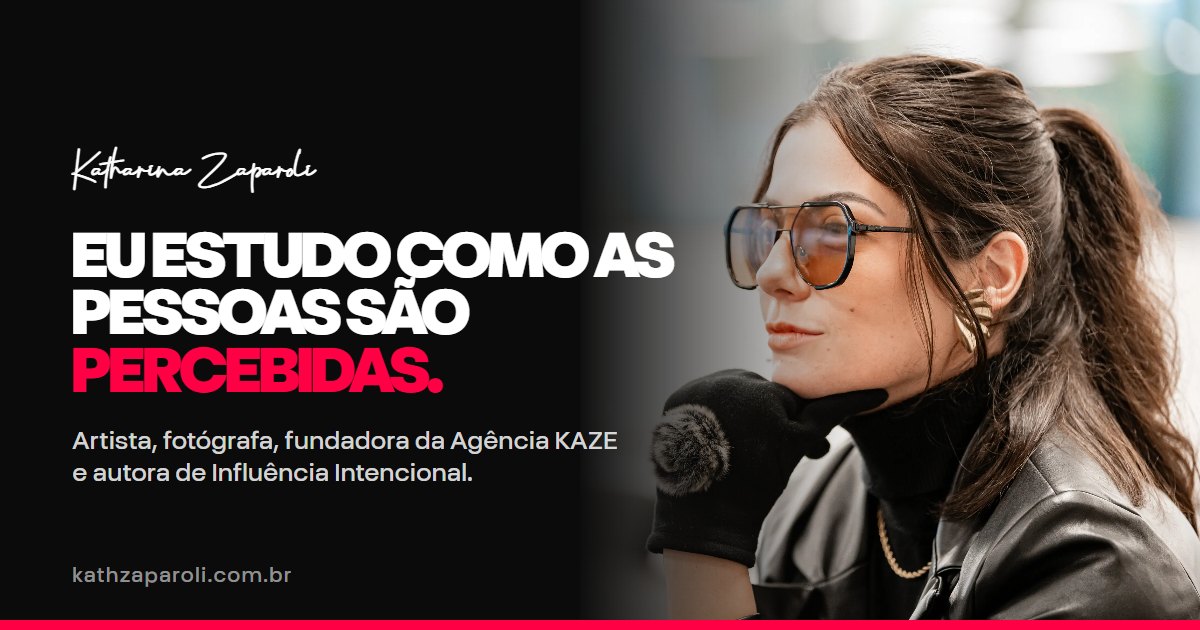 Katharina Zaparoli
EU ESTUDO COMO AS
PESSOAS SÃO
PERCEBIDAS.
Artista, fotógrafa, fundadora da Agência KAZE
e autora de Influência Intencional.
kathzaparoli.com.br